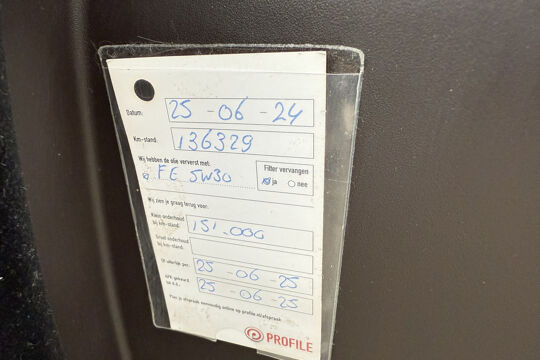 Datum: 25 - 06 - 24
Km-stand: 136329
Wij hebben de olie ververst met:
FE 5W30
Filter vervangen
ja nee
Wij zien je graag terug voor:
Klein onderhoud bij km-stand: 151.000
Groot onderhoud bij km-stand:
Of uiterlijk per: 25 - 06 - 25
APK gekeurd t/m d.d.: 25 - 06 - 25
Plan je afspraak eenvoudig online op profile.nl/afspraak
PROFILE